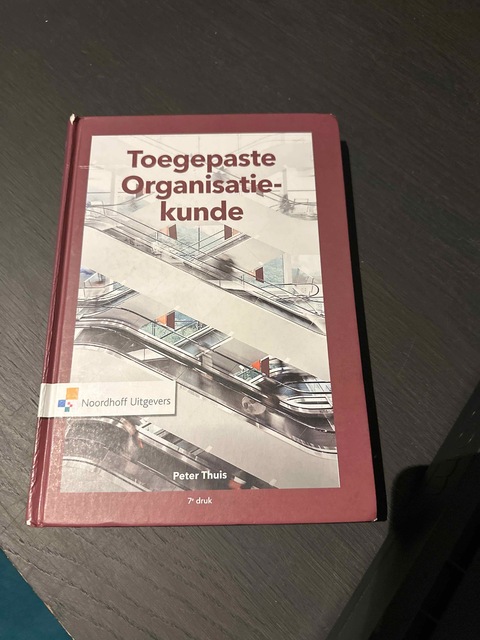 Toegepaste
Organisatie-
kunde
Noordhoff Uitgevers
Peter Thuis
7e druk